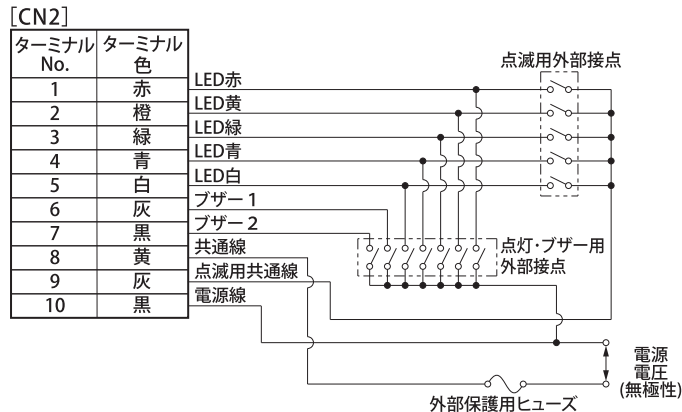 [CN2]
ターミナル No. ターミナル 色
1 赤 LED赤
2 橙 LED黄
3 緑 LED緑
4 青 LED青
5 白 LED白
6 灰 ブザー 1
7 黒 ブザー 2
8 黄 共通線
9 灰 点滅用共通線
10 黒 電源線
点滅用外部接点
点灯・ブザー用
外部接点
電源
電圧
(無極性)
外部保護用ヒューズ